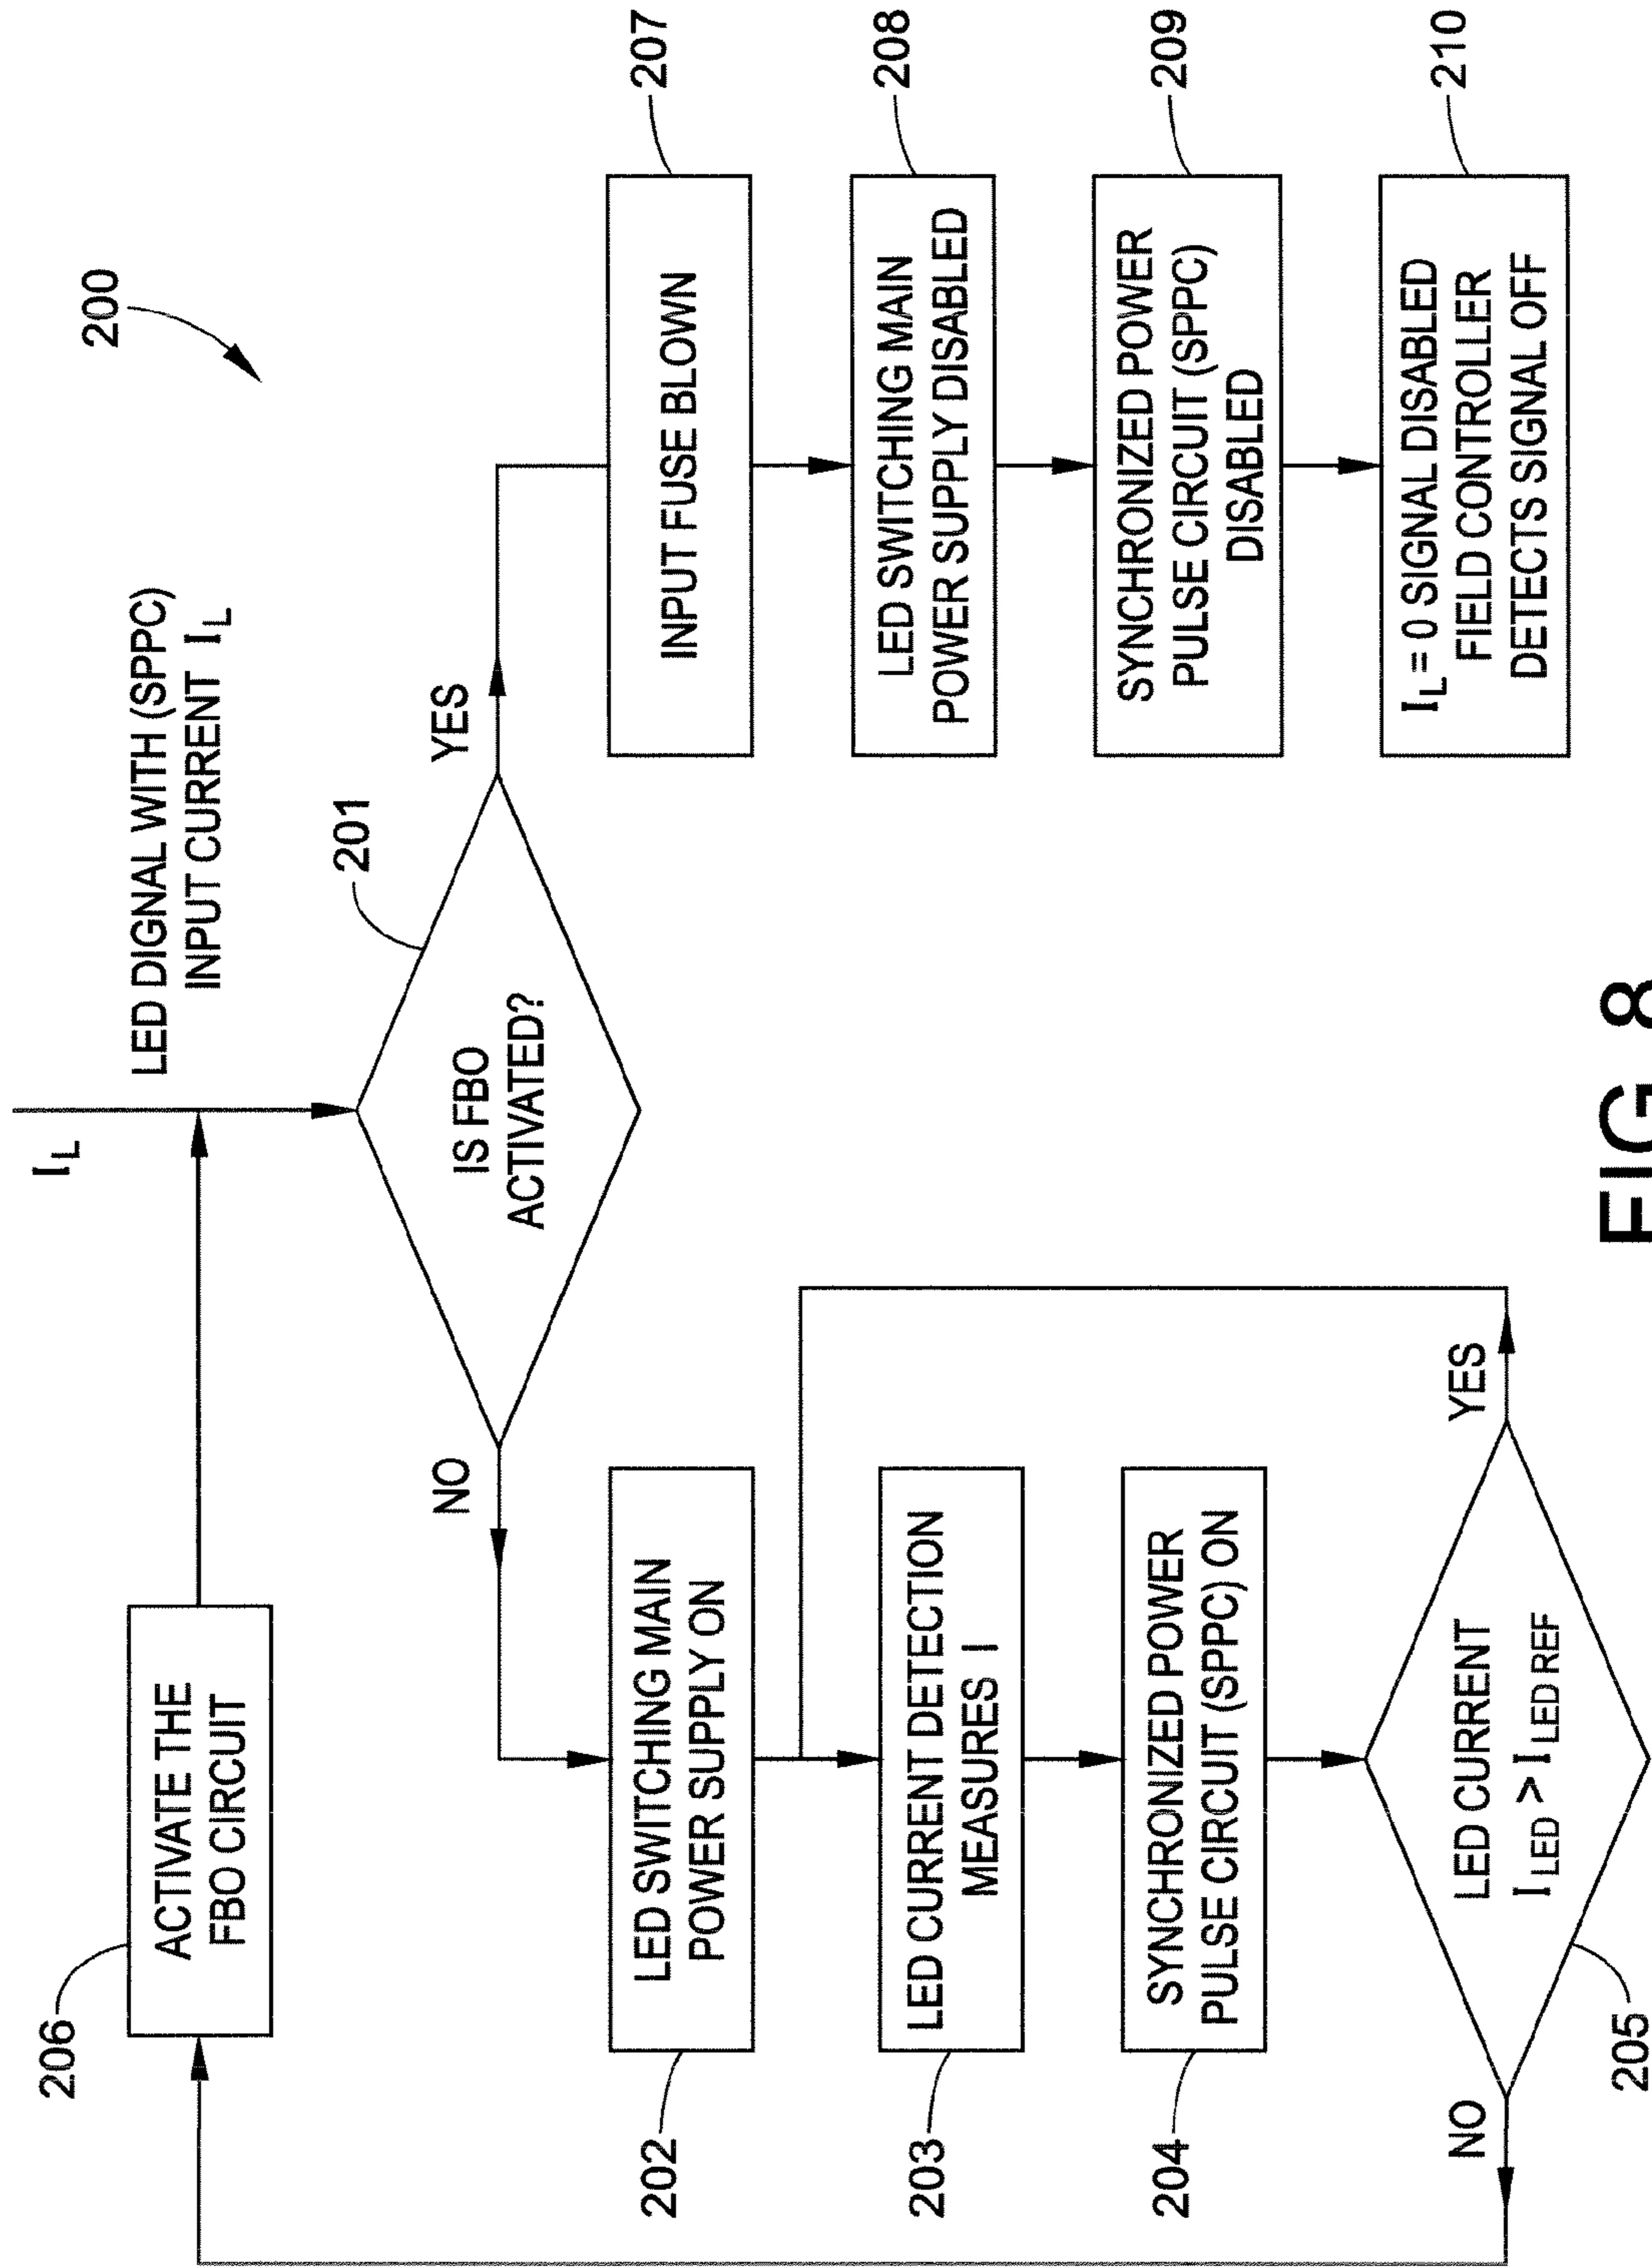 200
I_L
LED DIGNAL WITH (SPPC)
INPUT CURRENT I_L
206
ACTIVATE THE
FBO CIRCUIT
201
IS FBO
ACTIVATED?
NO
YES
202
LED SWITCHING MAIN
POWER SUPPLY ON
203
LED CURRENT DETECTION
MEASURES I
204
SYNCHRONIZED POWER
PULSE CIRCUIT (SPPC) ON
205
LED CURRENT
I_LED > I_LED REF
NO
YES
207
INPUT FUSE BLOWN
208
LED SWITCHING MAIN
POWER SUPPLY DISABLED
209
SYNCHRONIZED POWER
PULSE CIRCUIT (SPPC)
DISABLED
210
I_L = 0 SIGNAL DISABLED
FIELD CONTROLLER
DETECTS SIGNAL OFF
FIG 8